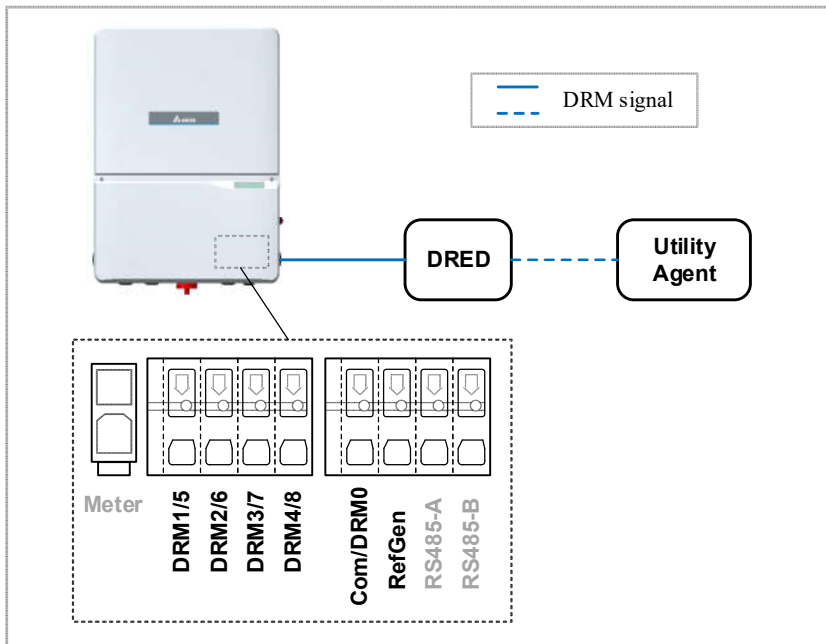 DRM signal
DRED
Utility
Agent
Meter
DRM1/5
DRM2/6
DRM3/7
DRM4/8
Com/DRM0
RefGen
RS485-A
RS485-B